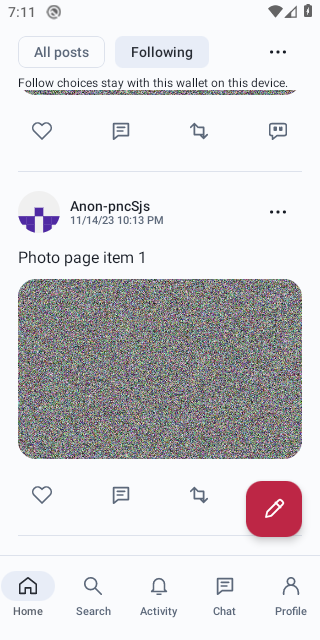 7:11
All posts
Following
Follow choices stay with this wallet on this device.
Anon-pncSjs
11/14/23 10:13 PM
Photo page item 1
Home
Search
Activity
Chat
Profile